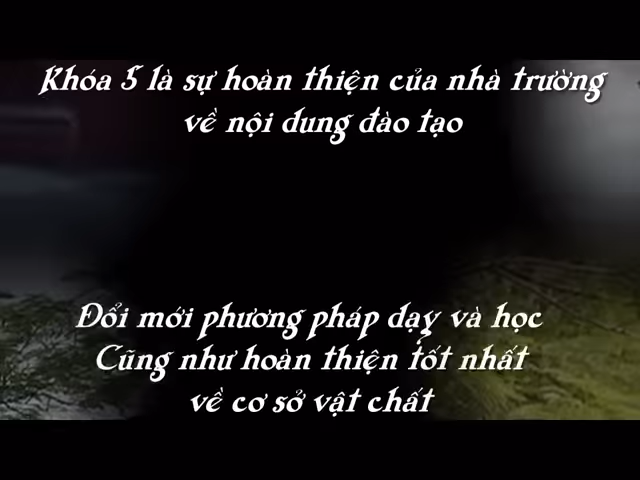 Khóa 5 là sự hoàn thiện của nhà trường
về nội dung đào tạo
Đổi mới phương pháp dạy và học
Cũng như hoàn thiện tốt nhất
về cơ sở vật chất